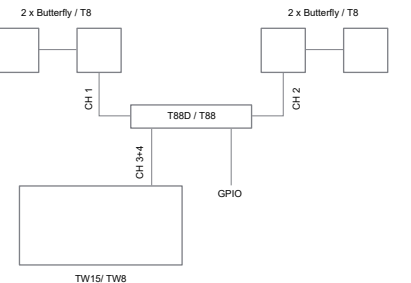 2 x Butterfly / T8
2 x Butterfly / T8
CH 1
CH 2
T88D / T88
CH 3+4
GPIO
TW15/ TW8